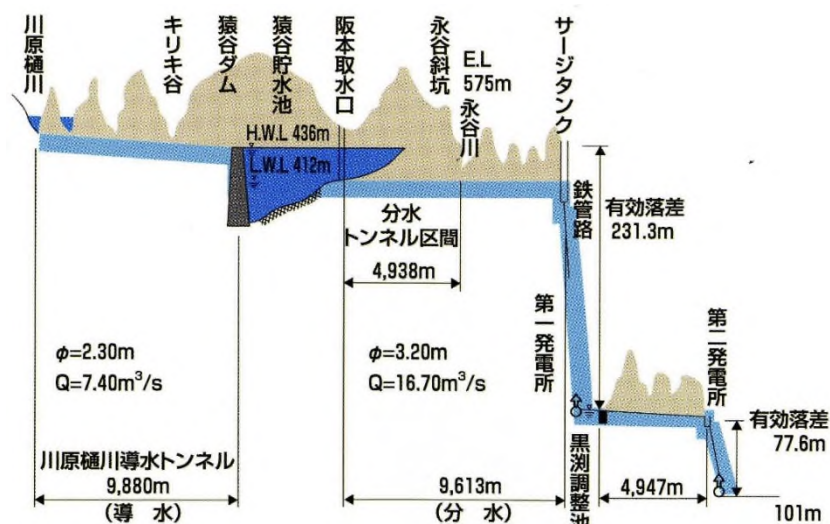 川原樋川
キリキ谷
猿谷ダム
猿谷貯水池
阪本取水口
永谷斜坑
E.L
575m
永谷川
サージタンク
H.W.L 436m
L.W.L 412m
鉄管路
有効落差
231.3m
分水
トンネル区間
4,938m
第一発電所
第二発電所
φ=2.30m
Q=7.40m³/s
φ=3.20m
Q=16.70m³/s
有効落差
77.6m
川原樋川導水トンネル
9,880m
(導 水)
9,613m
(分 水)
黒渕調整池
4,947m
101m